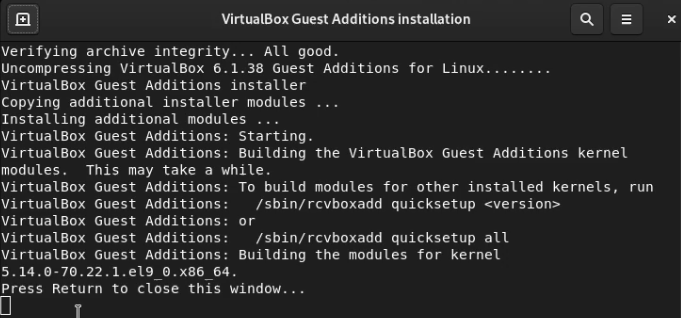 VirtualBox Guest Additions installation
Verifying archive integrity... All good.
Uncompressing VirtualBox 6.1.38 Guest Additions for Linux........
VirtualBox Guest Additions installer
Copying additional installer modules ...
Installing additional modules ...
VirtualBox Guest Additions: Starting.
VirtualBox Guest Additions: Building the VirtualBox Guest Additions kernel
modules.  This may take a while.
VirtualBox Guest Additions: To build modules for other installed kernels, run
VirtualBox Guest Additions:   /sbin/rcvboxadd quicksetup <version>
VirtualBox Guest Additions: or
VirtualBox Guest Additions:   /sbin/rcvboxadd quicksetup all
VirtualBox Guest Additions: Building the modules for kernel
5.14.0-70.22.1.el9_0.x86_64.
Press Return to close this window...